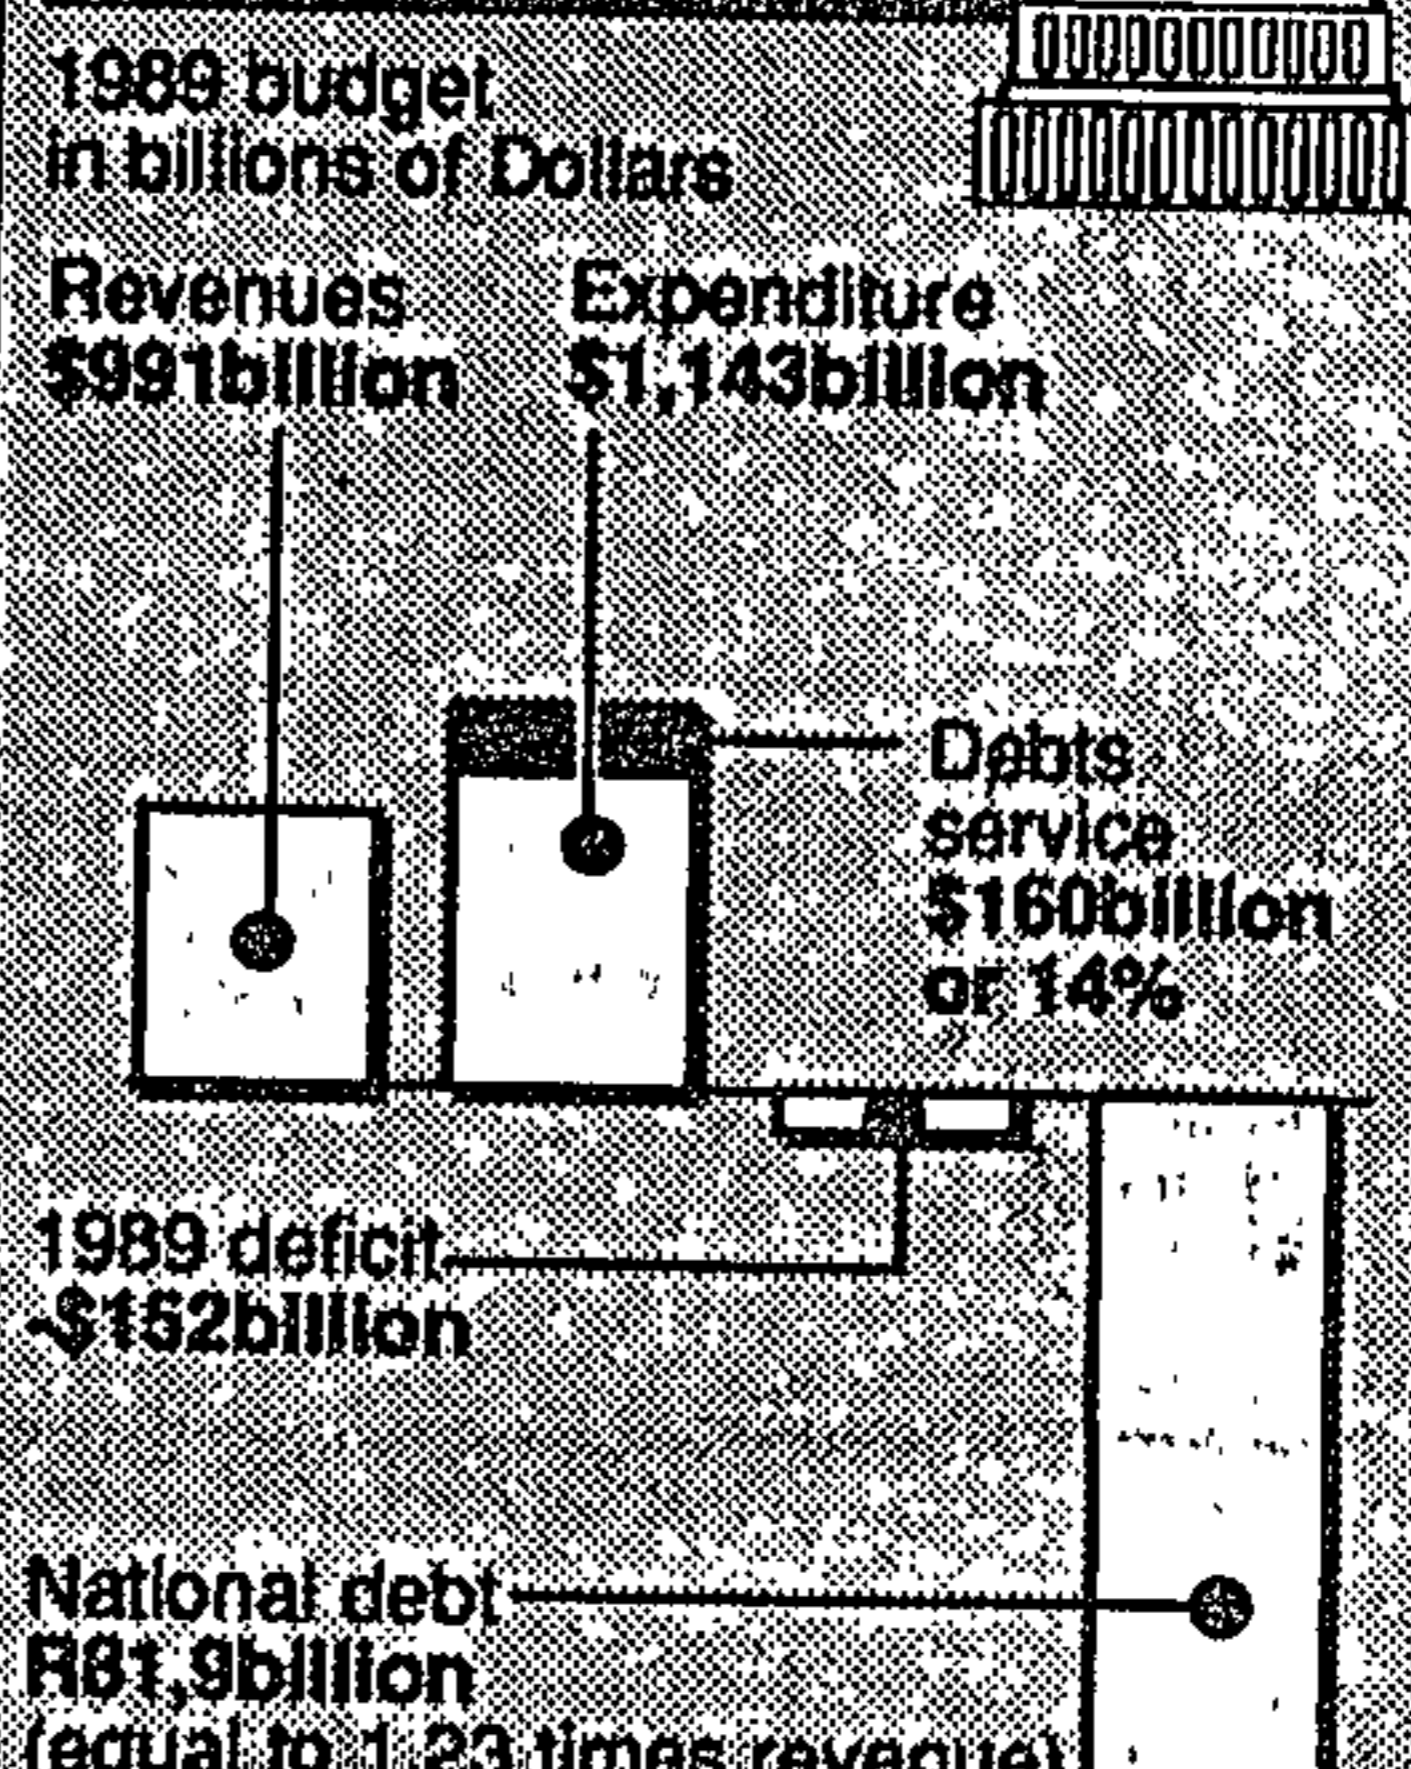 1989 budget
in billions of Dollars
Revenues
$991billion
Expenditure
$1,143billion
Debts
service
$160billion
or 14%
1989 deficit
-$152billion
National debt
R81,9billion
(equal to 1,23 times revenue)